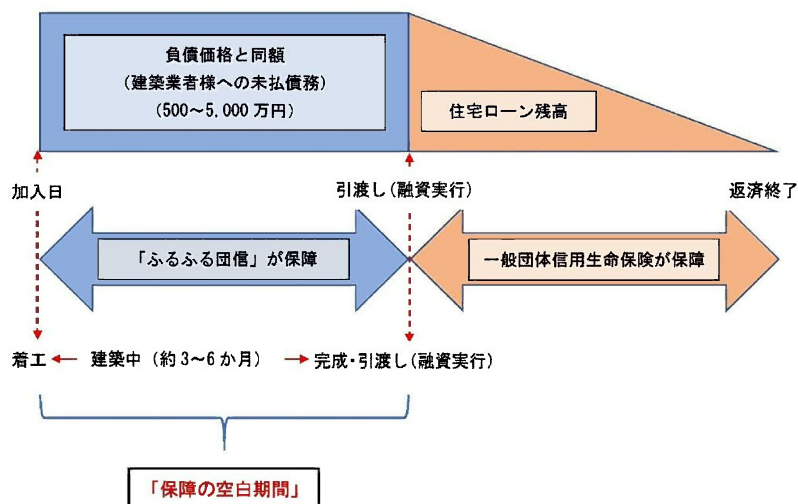 負債価格と同額
(建築業者様への未払債務)
(500～5,000万円)
住宅ローン残高
加入日
引渡し(融資実行)
返済終了
「ふるふる団信」が保障
一般団体信用生命保険が保障
着工
建築中(約3～6か月)
完成・引渡し(融資実行)
「保障の空白期間」